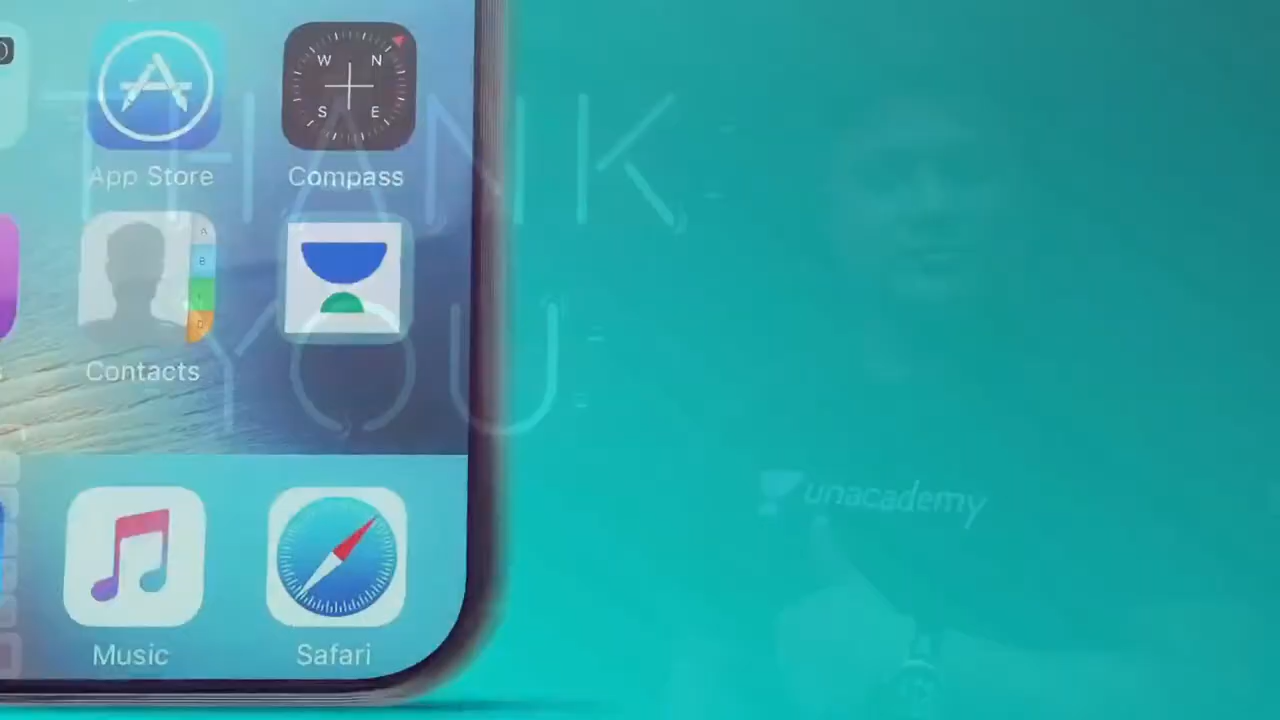 App Store
W N
S E
Compass
THANK
A
B
D
Contacts
YOU
unacademy
Music
Safari